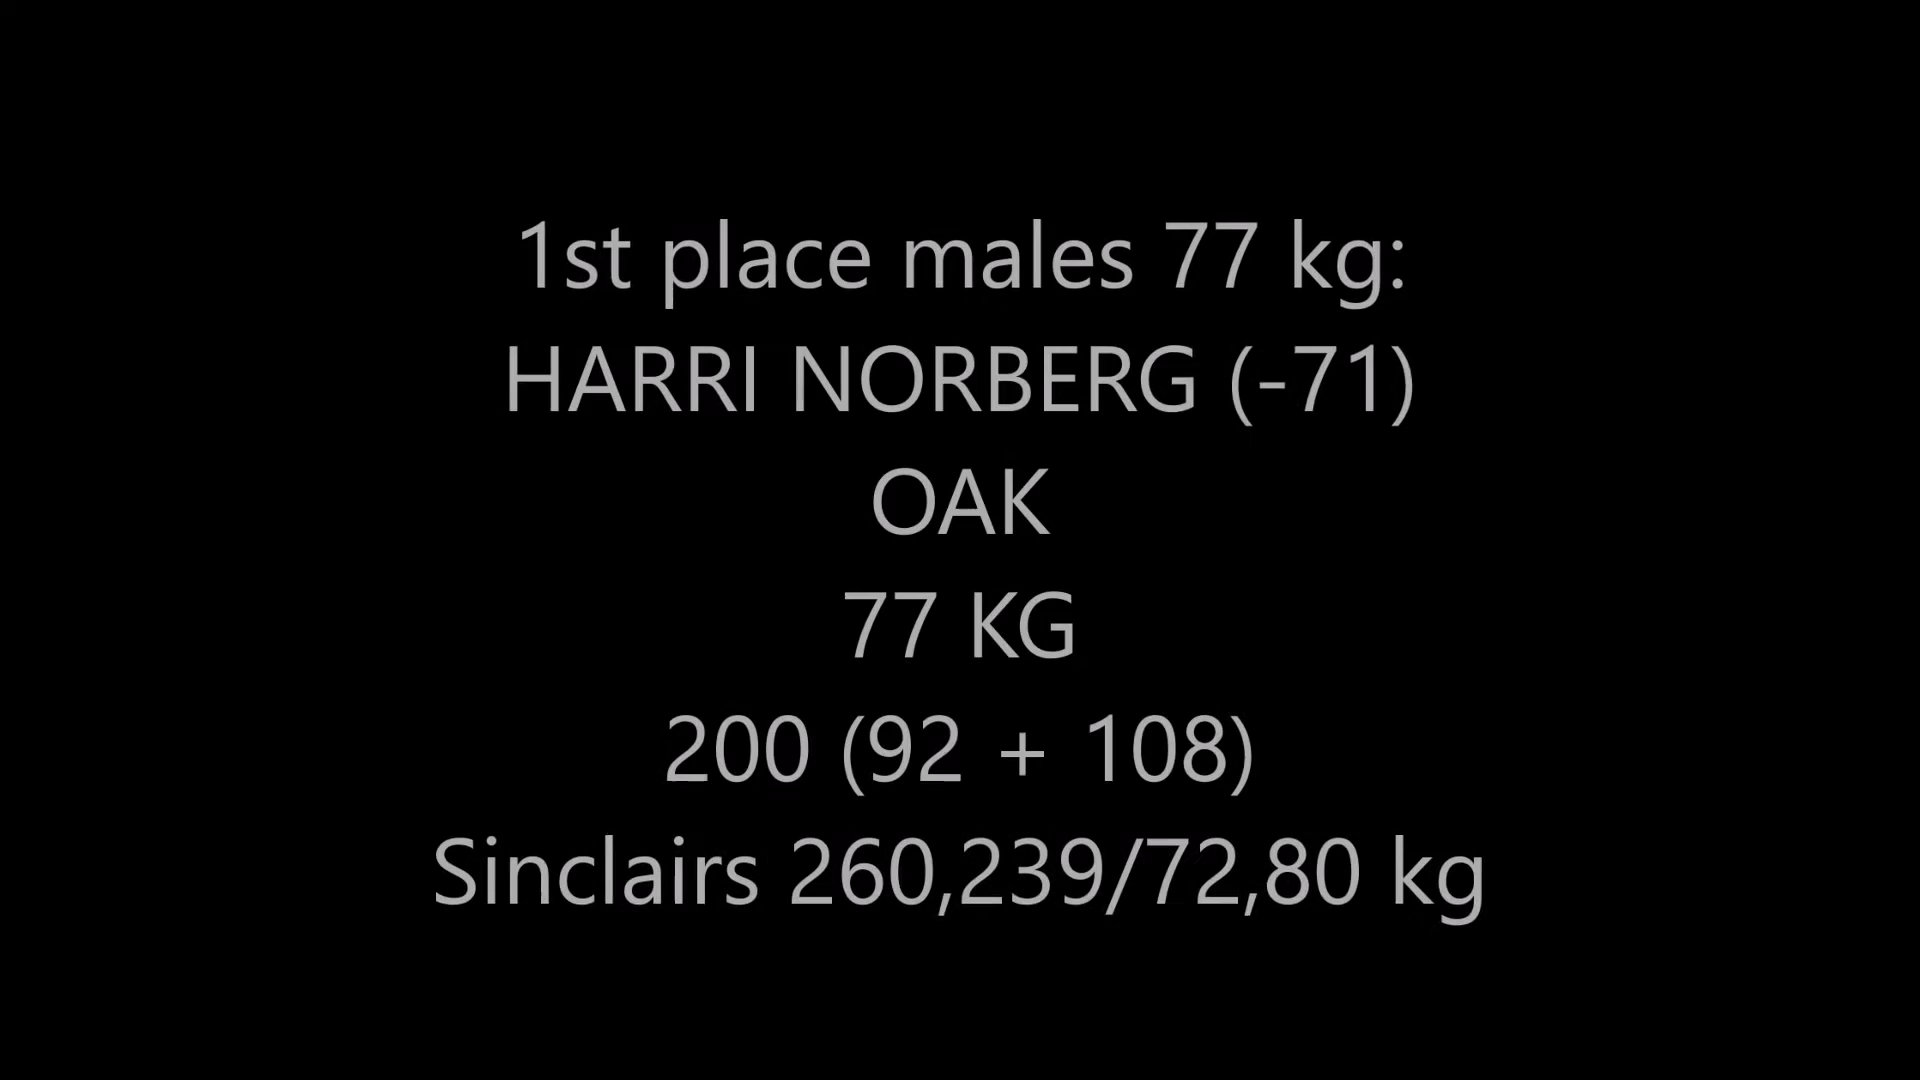 1st place males 77 kg:
HARRI NORBERG (-71)
OAK
77 KG
200 (92 + 108)
Sinclairs 260,239/72,80 kg